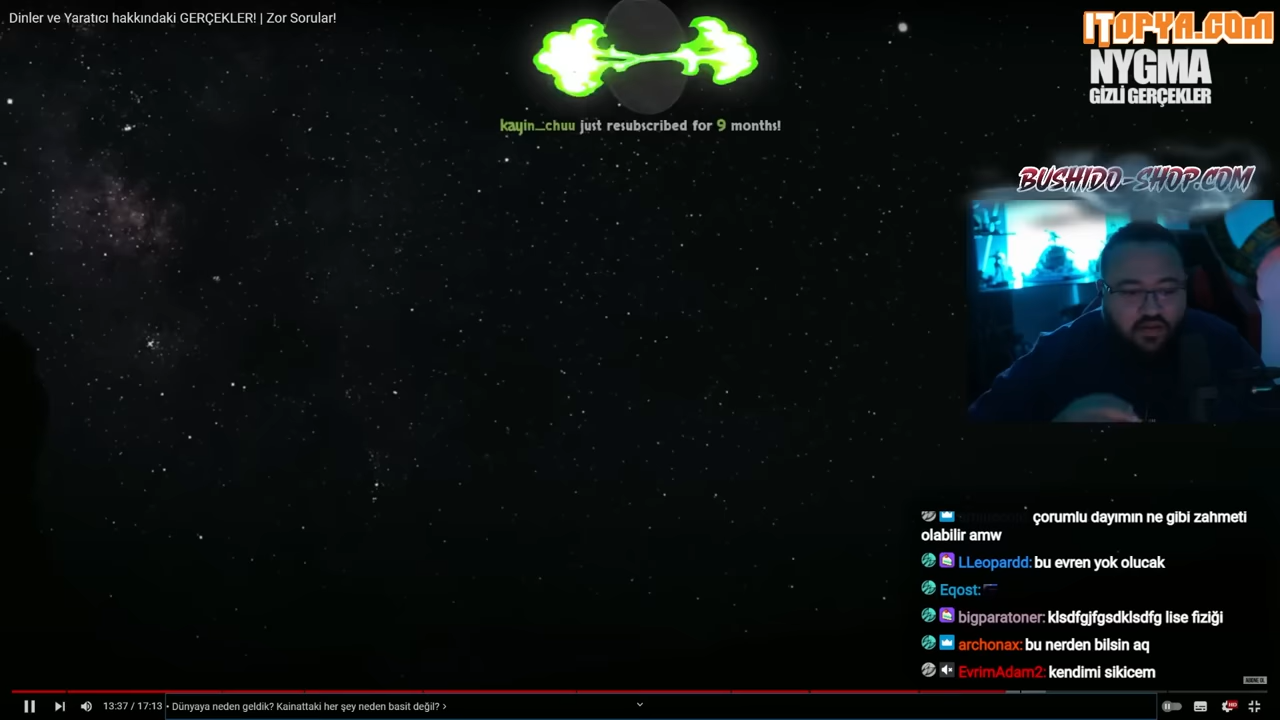 Dinler ve Yaratıcı hakkındaki GERÇEKLER! | Zor Sorular!
ITOPYA.COM
NYGMA
GİZLİ GERÇEKLER
kayin_chuu just resubscribed for 9 months!
BUSHIDO-SHOP.COM
çorumlu dayımın ne gibi zahmeti
olabilir amw
LLeopardd: bu evren yok olucak
Eqost:
bigparatoner: klsdfgjfgsdklsdfg lise fiziği
archonax: bu nerden bilsin aq
EvrimAdam2: kendimi sikicem
ABONE OL
13:37 / 17:13 • Dünyaya neden geldik? Kainattaki her şey neden basit değil? ›
HD